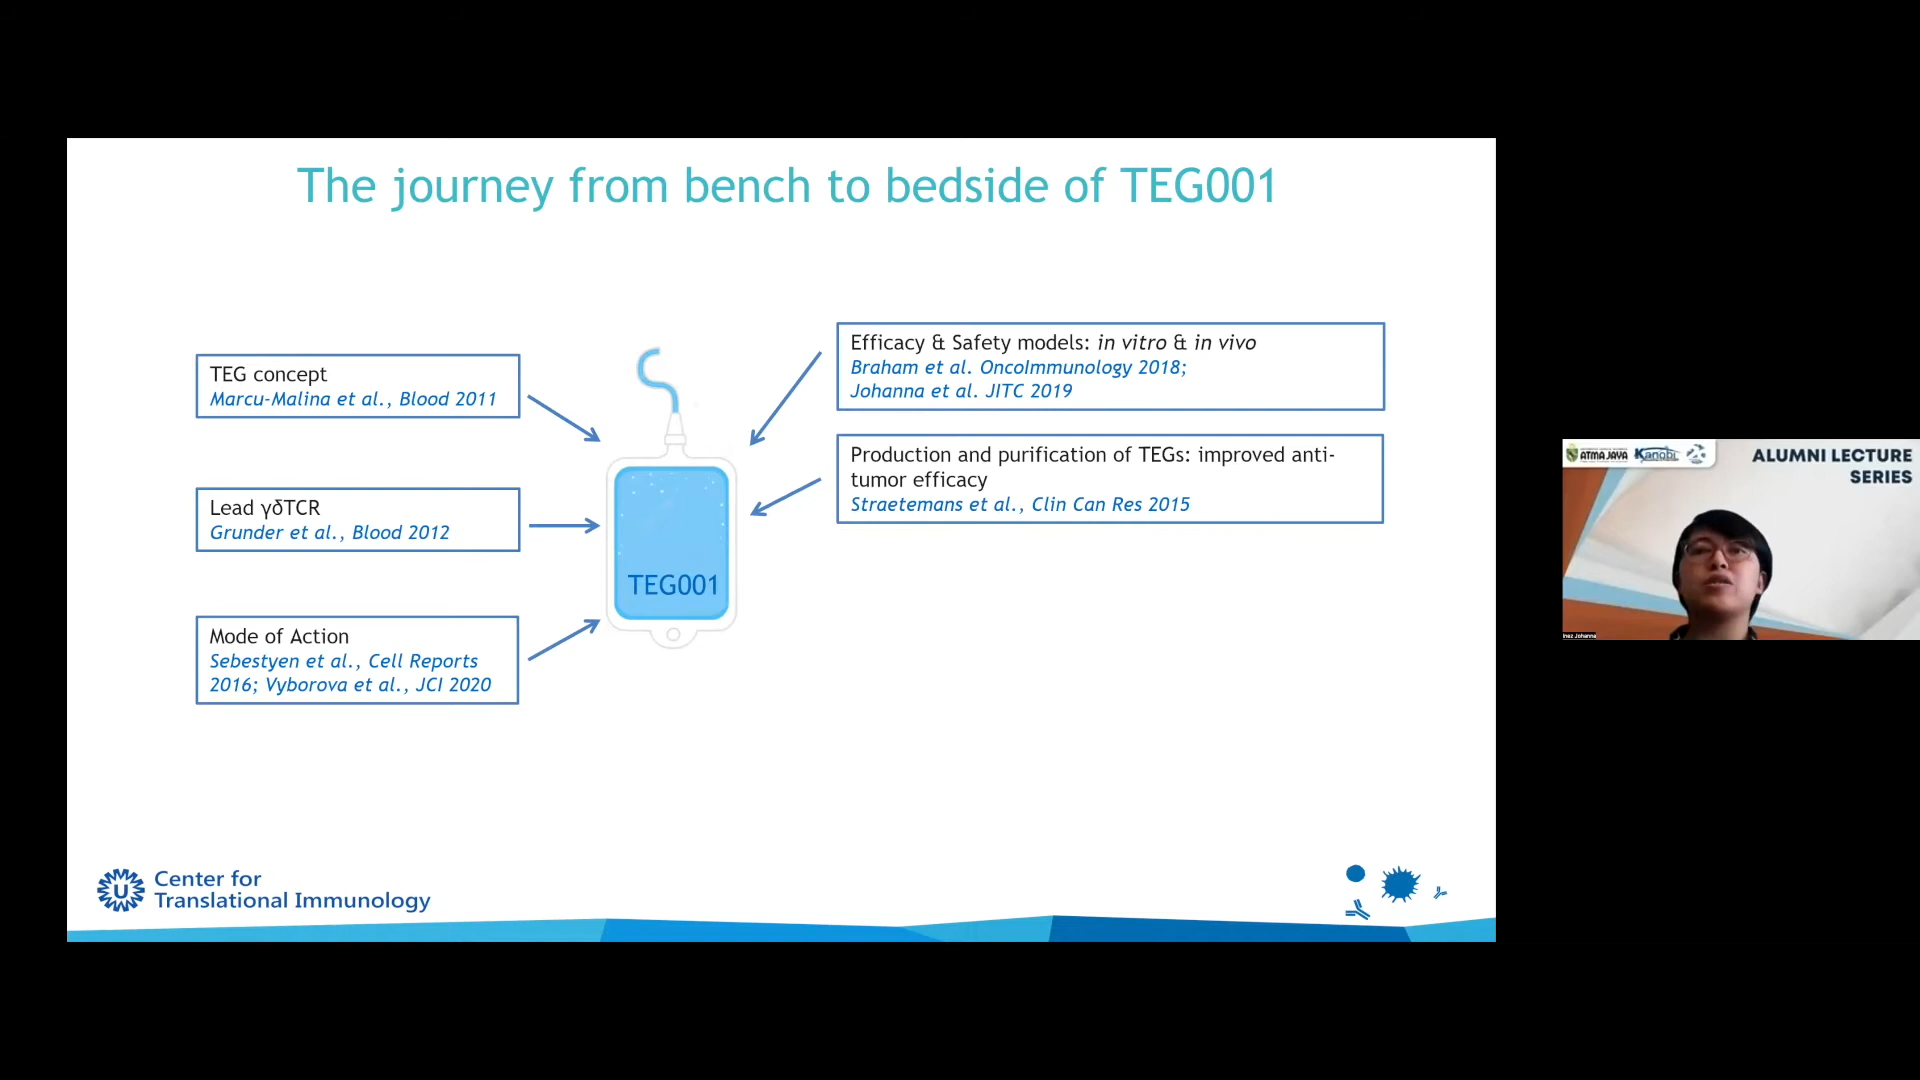 The journey from bench to bedside of TEG001
TEG concept
Marcu-Malina et al., Blood 2011
Lead γδTCR
Grunder et al., Blood 2012
Mode of Action
Sebestyen et al., Cell Reports
2016; Vyborova et al., JCI 2020
TEG001
Efficacy & Safety models: in vitro & in vivo
Braham et al. OncoImmunology 2018;
Johanna et al. JITC 2019
Production and purification of TEGs: improved anti-
tumor efficacy
Straetemans et al., Clin Can Res 2015
U
Center for
Translational Immunology
ATMA JAYA
Kanobi
ALUMNI LECTURE
SERIES
Inez Johanna